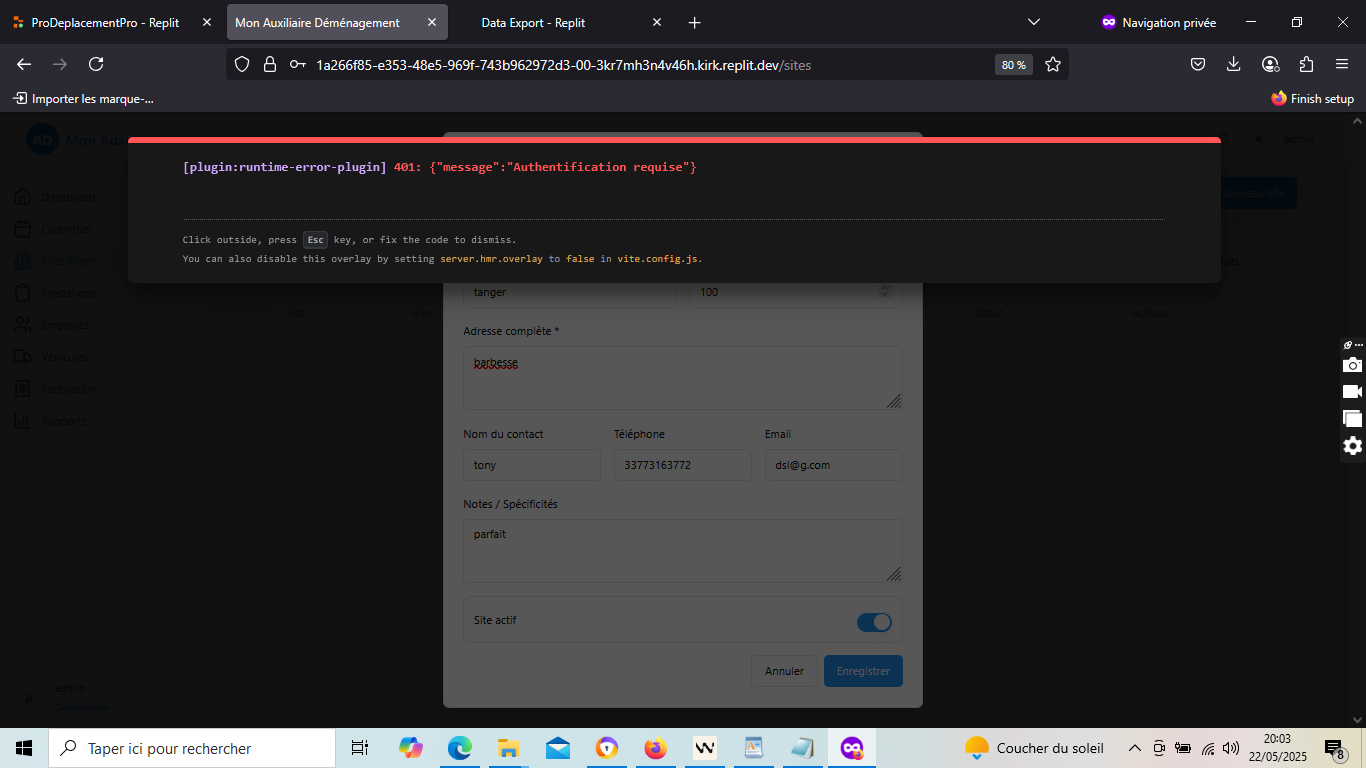 ProDeplacementPro - Replit
Mon Auxiliaire Déménagement
Data Export - Replit
Navigation privée
1a266f85-e353-48e5-969f-743b962972d3-00-3kr7mh3n4v46h.kirk.replit.dev/sites
80 %
Importer les marque-...
Finish setup
AD Mon Aux
A admin
[plugin:runtime-error-plugin] 401: {"message":"Authentification requise"}
Click outside, press Esc key, or fix the code to dismiss.
You can also disable this overlay by setting server.hmr.overlay to false in vite.config.js.
Dashboard
Calendrier
Sites Clients
Prestations
Employés
Véhicules
Facturation
Rapports
Nouveau Site
Site
Ville
Statut
Actions
tanger
100
Adresse complète *
barbesse
Nom du contact
Téléphone
Email
tony
33773163772
dsl@g.com
Notes / Spécificités
parfait
Site actif
Annuler
Enregistrer
A
admin
Déconnexion
Taper ici pour rechercher
Coucher du soleil
20:03
22/05/2025
8